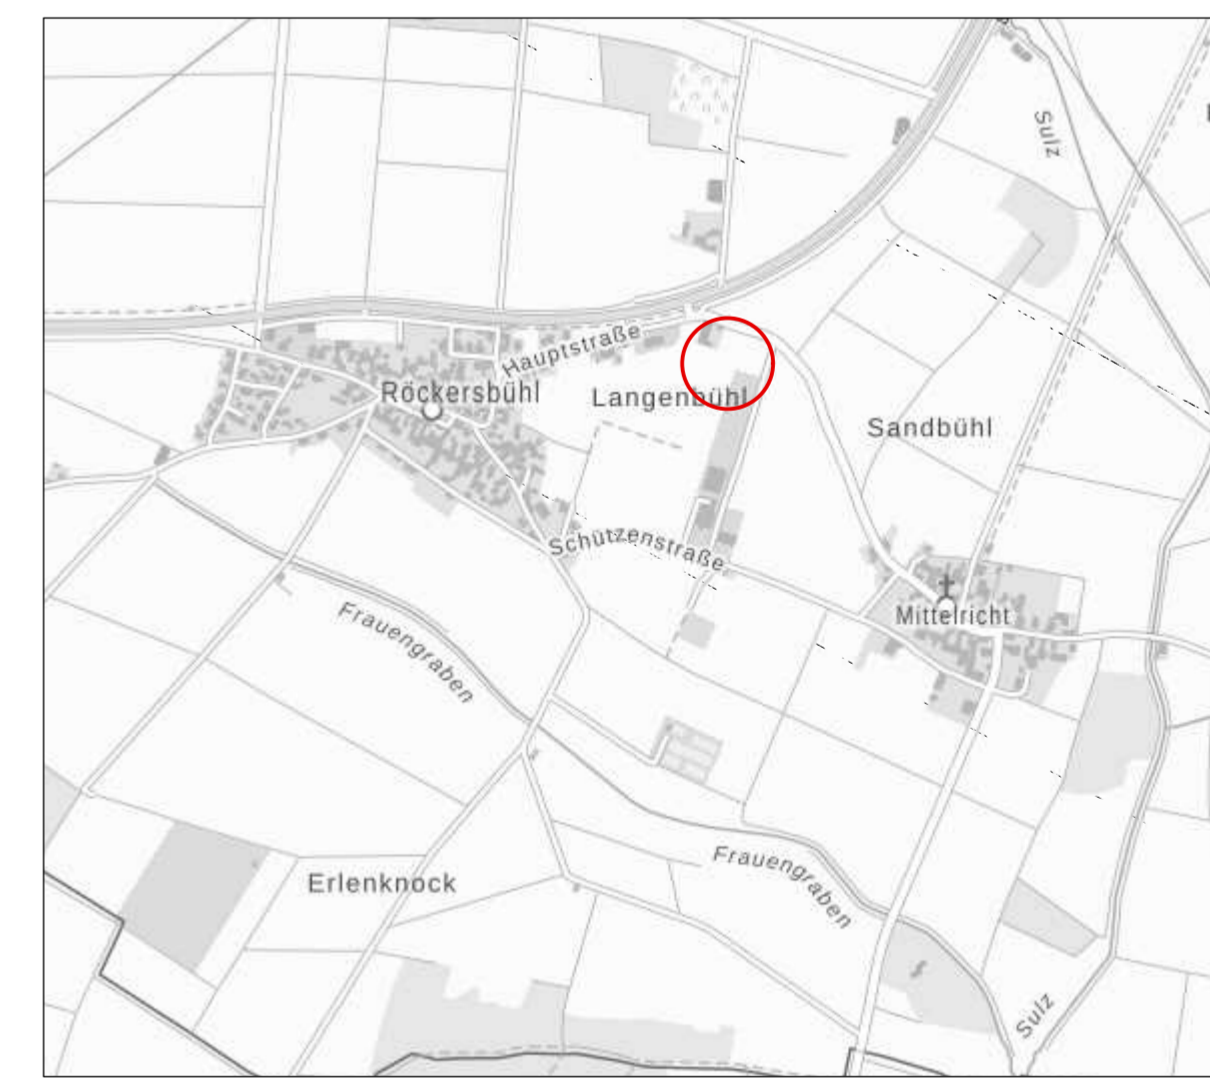 Sulz
Hauptstraße
Röckersbühl
Langenbühl
Sandbühl
Schützenstraße
Mittelricht
Frauengraben
Frauengraben
Erlenknock
Sulz